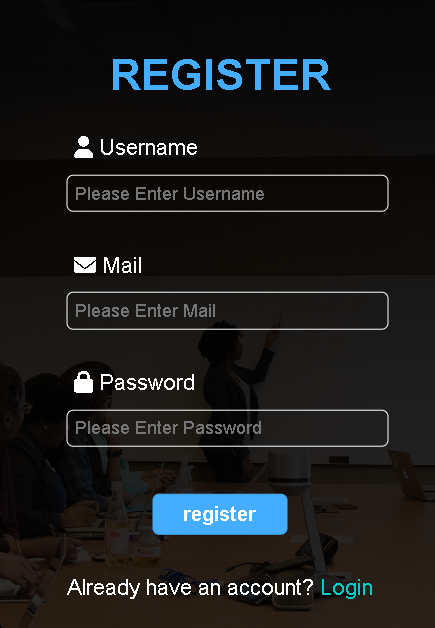 REGISTER
Username
Please Enter Username
Mail
Please Enter Mail
Password
Please Enter Password
register
Already have an account? Login